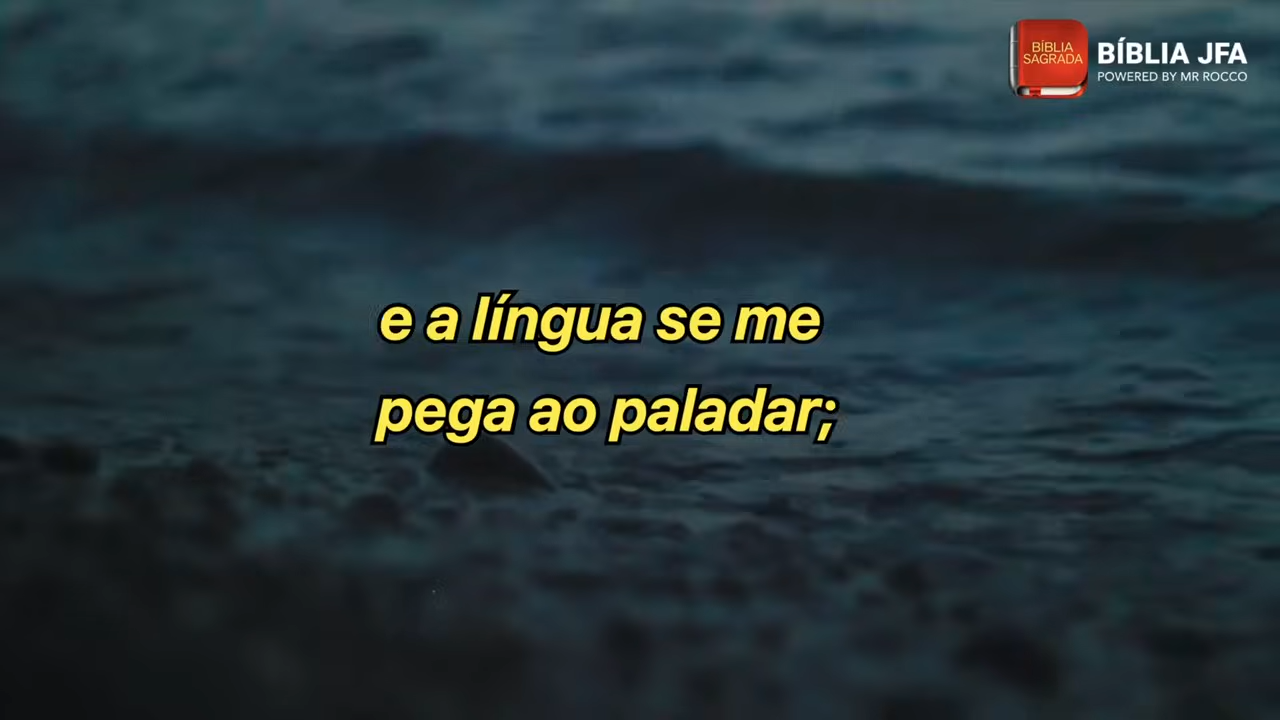 BÍBLIA
SAGRADA
BÍBLIA JFA
POWERED BY MR ROCCO
e a língua se me
pega ao paladar;